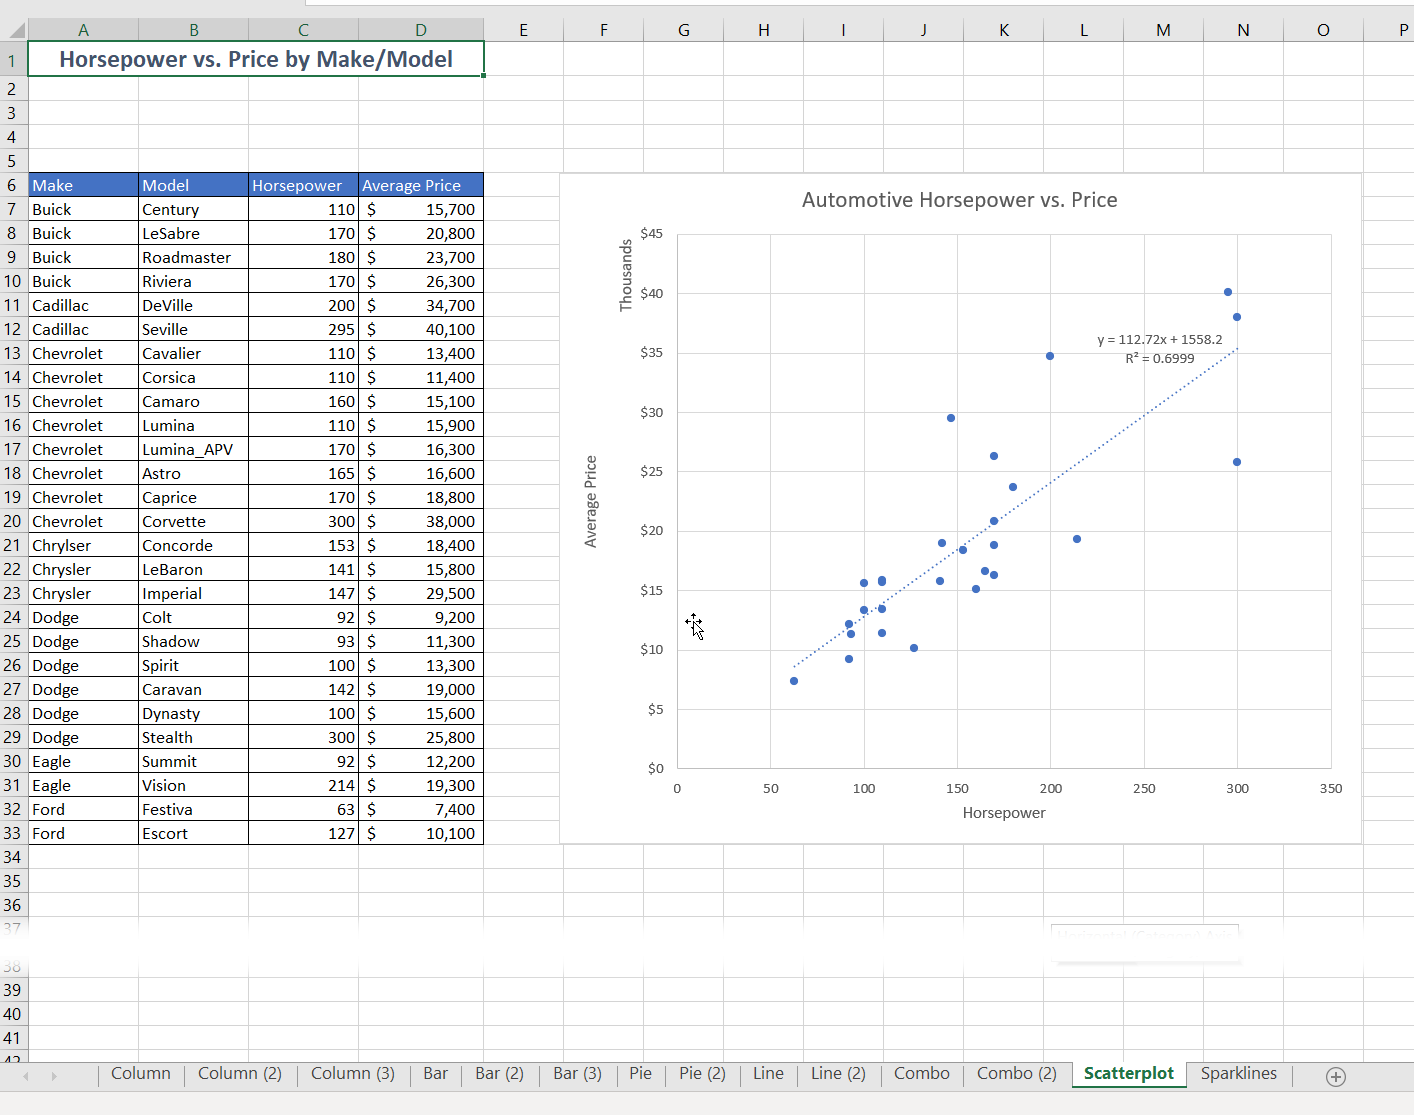 A B C D E F G H I J K L M N O P
1 Horsepower vs. Price by Make/Model
2
3
4
5
6 Make Model Horsepower Average Price
7 Buick Century 110 $ 15,700
8 Buick LeSabre 170 $ 20,800
9 Buick Roadmaster 180 $ 23,700
10 Buick Riviera 170 $ 26,300
11 Cadillac DeVille 200 $ 34,700
12 Cadillac Seville 295 $ 40,100
13 Chevrolet Cavalier 110 $ 13,400
14 Chevrolet Corsica 110 $ 11,400
15 Chevrolet Camaro 160 $ 15,100
16 Chevrolet Lumina 110 $ 15,900
17 Chevrolet Lumina_APV 170 $ 16,300
18 Chevrolet Astro 165 $ 16,600
19 Chevrolet Caprice 170 $ 18,800
20 Chevrolet Corvette 300 $ 38,000
21 Chrylser Concorde 153 $ 18,400
22 Chrysler LeBaron 141 $ 15,800
23 Chrysler Imperial 147 $ 29,500
24 Dodge Colt 92 $ 9,200
25 Dodge Shadow 93 $ 11,300
26 Dodge Spirit 100 $ 13,300
27 Dodge Caravan 142 $ 19,000
28 Dodge Dynasty 100 $ 15,600
29 Dodge Stealth 300 $ 25,800
30 Eagle Summit 92 $ 12,200
31 Eagle Vision 214 $ 19,300
32 Ford Festiva 63 $ 7,400
33 Ford Escort 127 $ 10,100
34
35
36
37
38
39
40
41
42
Automotive Horsepower vs. Price
Thousands
Average Price
$45
$40
$35
$30
$25
$20
$15
$10
$5
$0
y = 112.72x + 1558.2
R² = 0.6999
0 50 100 150 200 250 300 350
Horsepower
Column Column (2) Column (3) Bar Bar (2) Bar (3) Pie Pie (2) Line Line (2) Combo Combo (2) Scatterplot Sparklines